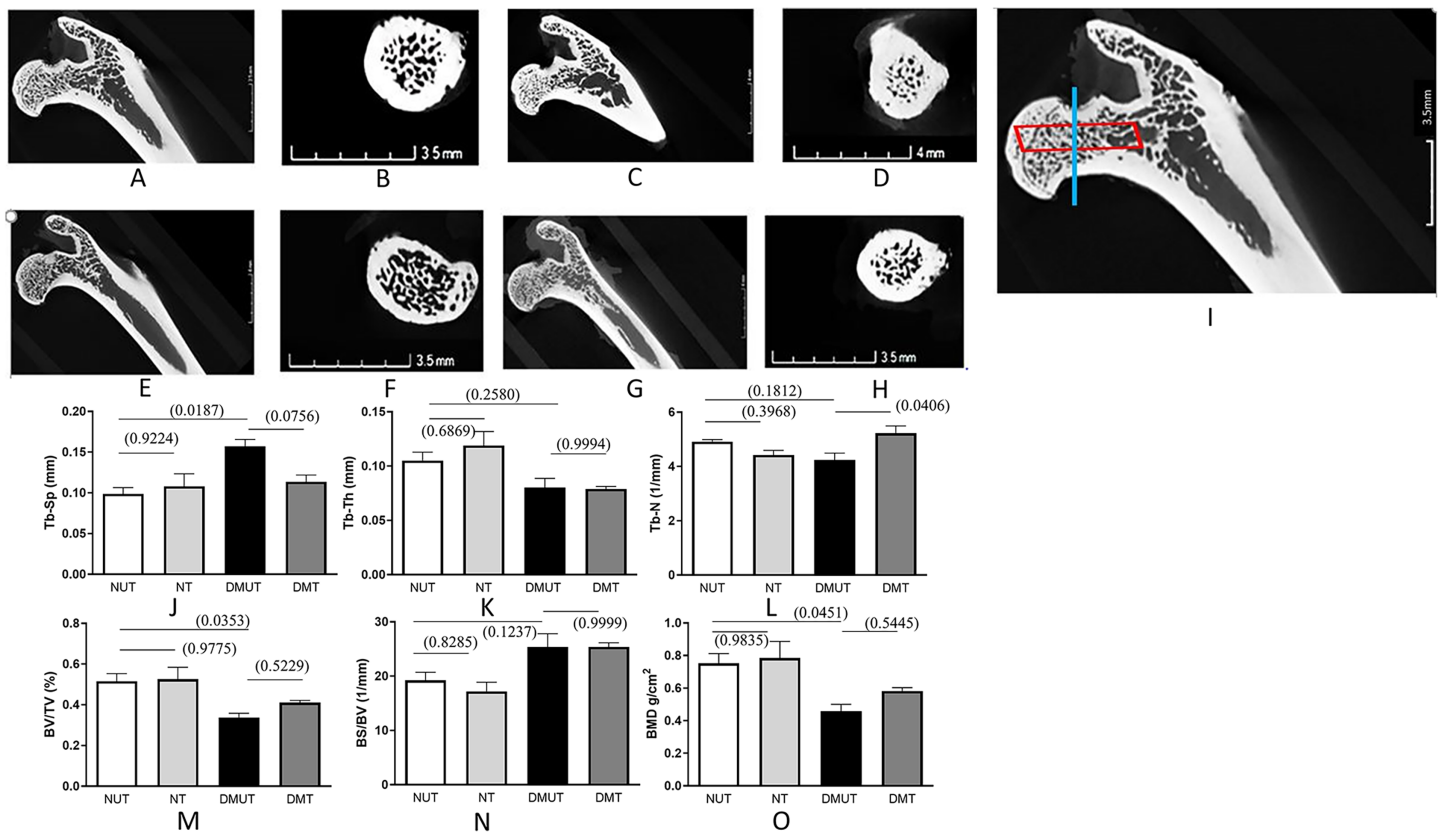 3.5mm
3 5 mm
4 mm
A
B
C
D
I
3.5 mm
3 5 mm
E
F
G
H
(0.0187)
(0.0756)
(0.9224)
0.20
0.15
0.10
0.05
0.00
Tb-Sp (mm)
NUT
NT
DMUT
DMT
J
(0.2580)
(0.6869)
(0.9994)
0.15
0.10
0.05
0.00
Tb-Th (mm)
NUT
NT
DMUT
DMT
K
(0.1812)
(0.3968)
(0.0406)
6
4
2
0
Tb-N (1/mm)
NUT
NT
DMUT
DMT
L
(0.0353)
(0.9775)
(0.5229)
0.8
0.6
0.4
0.2
0.0
BV/TV (%)
NUT
NT
DMUT
DMT
M
(0.8285)
(0.1237)
(0.9999)
30
20
10
0
BS/BV (1/mm)
NUT
NT
DMUT
DMT
N
(0.0451)
(0.9835)
(0.5445)
1.0
0.8
0.6
0.4
0.2
0.0
BMD g/cm²
NUT
NT
DMUT
DMT
O